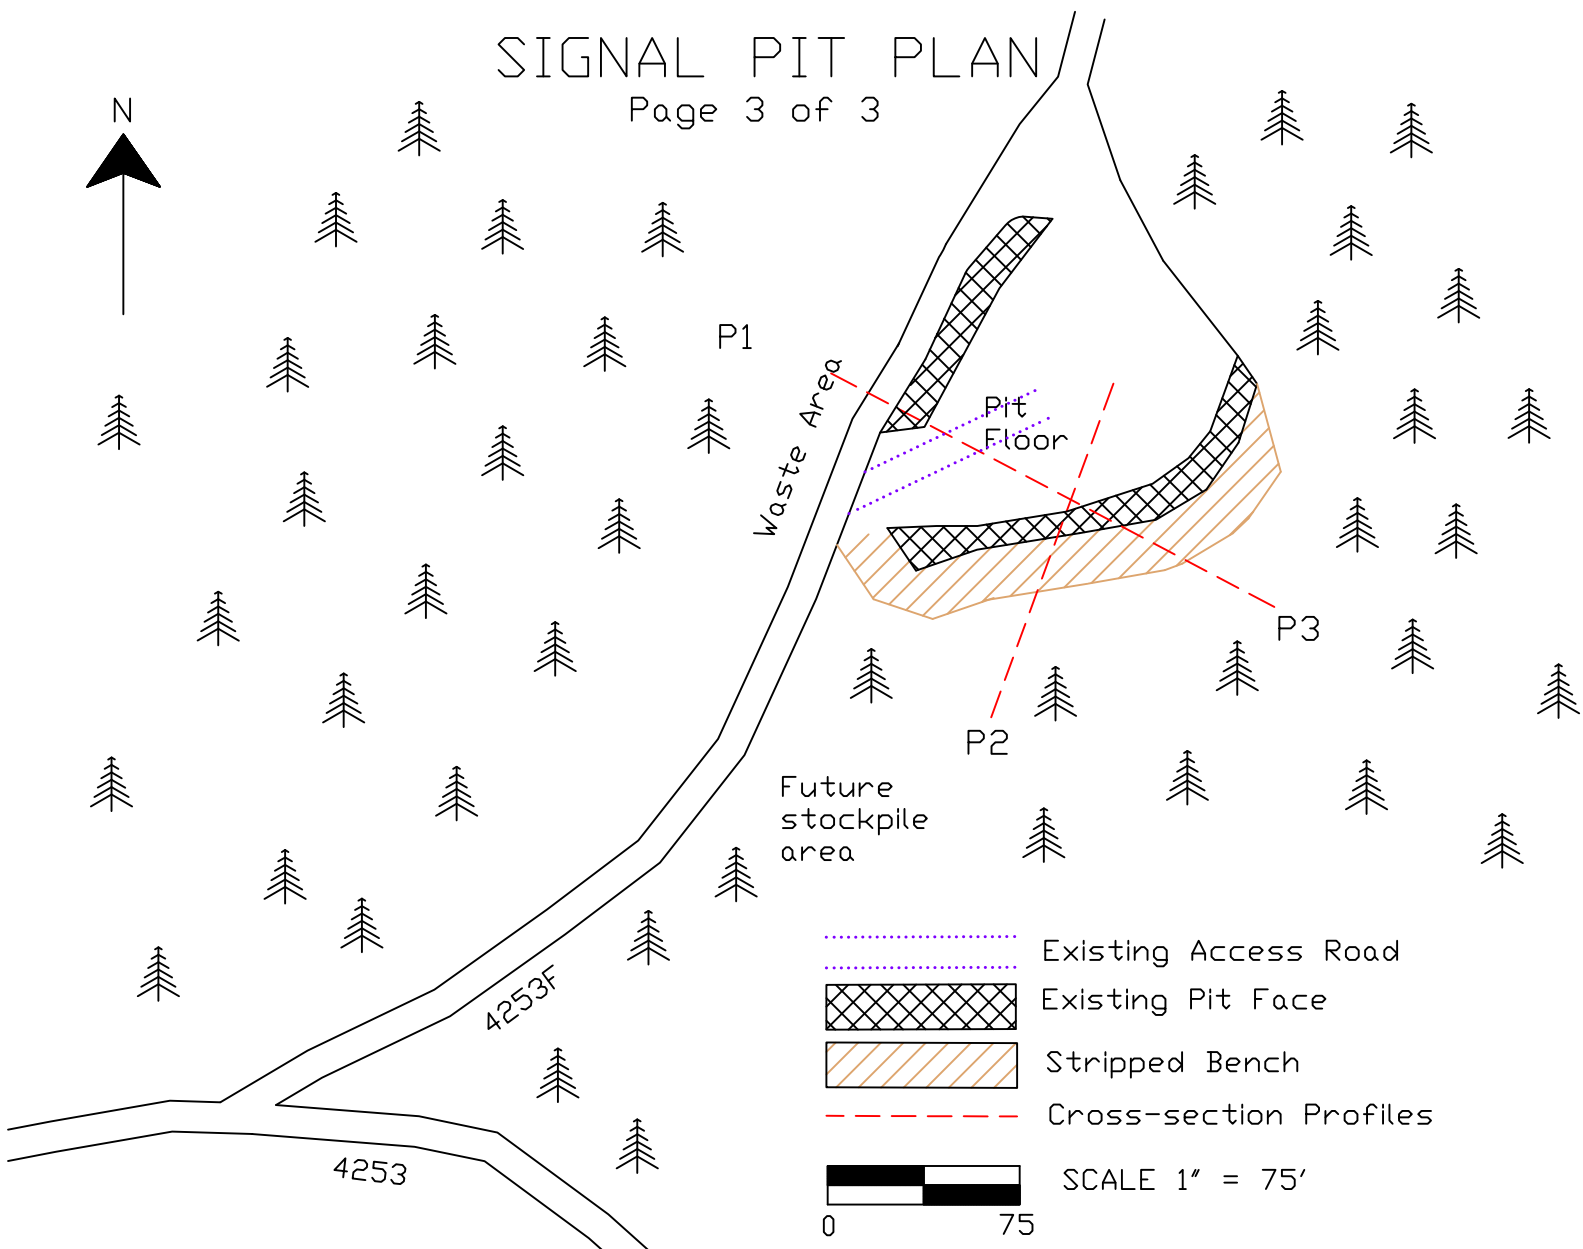 SIGNAL PIT PLAN
Page 3 of 3
N
P1
Waste Area
Pit
Floor
P3
P2
Future
stockpile
area
4253F
4253
Existing Access Road
Existing Pit Face
Stripped Bench
Cross-section Profiles
SCALE 1" = 75'
0 75